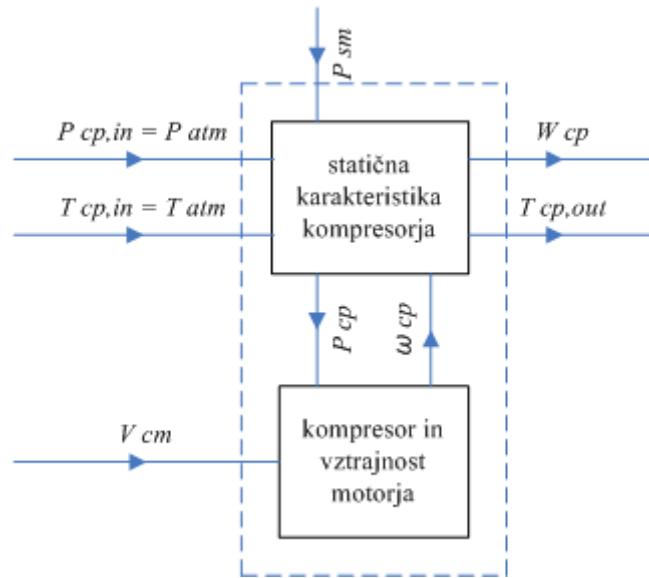 P sm
P cp,in = P atm
W cp
statična
karakteristika
kompresorja
T cp,in = T atm
T cp,out
P cp
ω cp
kompresor in
vztrajnost
motorja
V cm